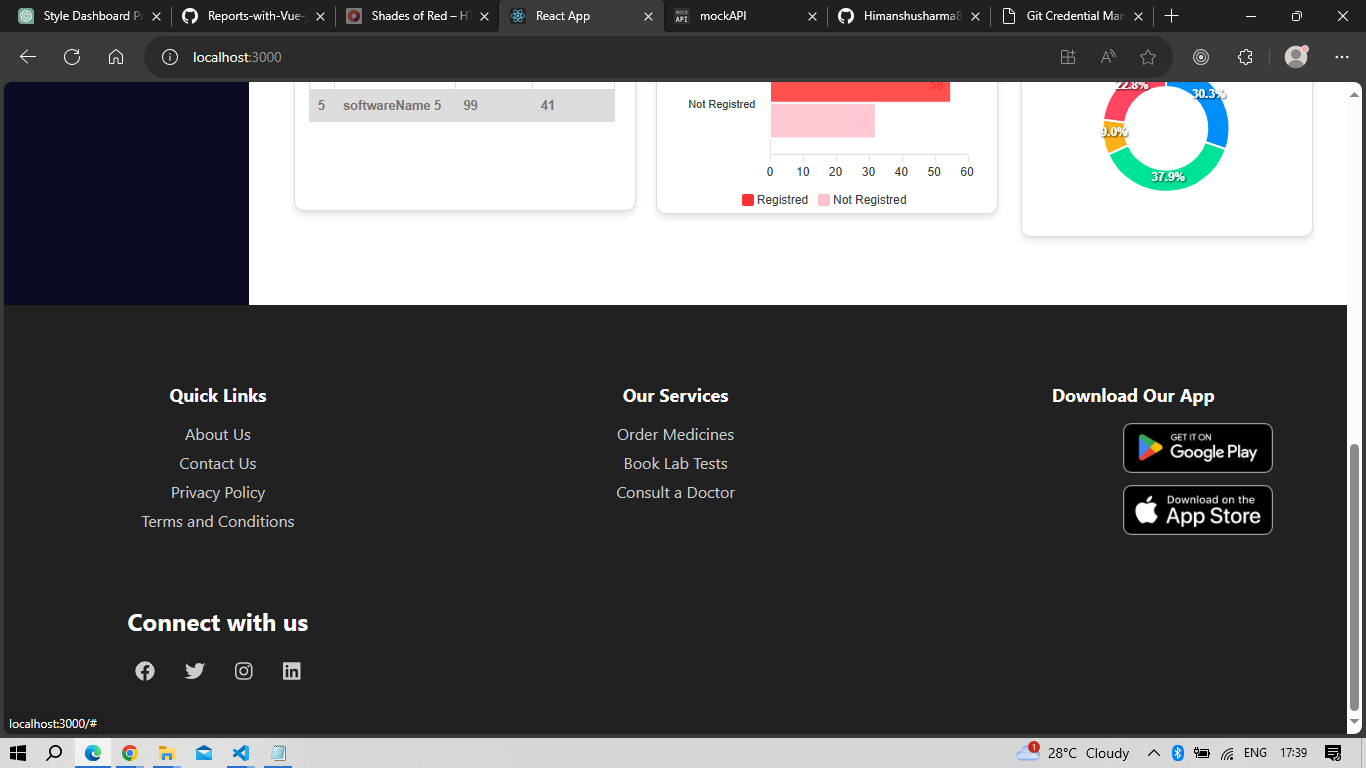 Style Dashboard Pr
Reports-with-Vue-J
Shades of Red – HT
React App
mockAPI
Himanshusharma8
Git Credential Man
localhost:3000
5 softwareName 5 99 41
55
Not Registred
0 10 20 30 40 50 60
Registred Not Registred
22.8%
30.3%
9.0%
37.9%
Quick Links
About Us
Contact Us
Privacy Policy
Terms and Conditions
Our Services
Order Medicines
Book Lab Tests
Consult a Doctor
Download Our App
GET IT ON
Google Play
Download on the
App Store
Connect with us
localhost:3000/#
1
28°C Cloudy
ENG
17:39